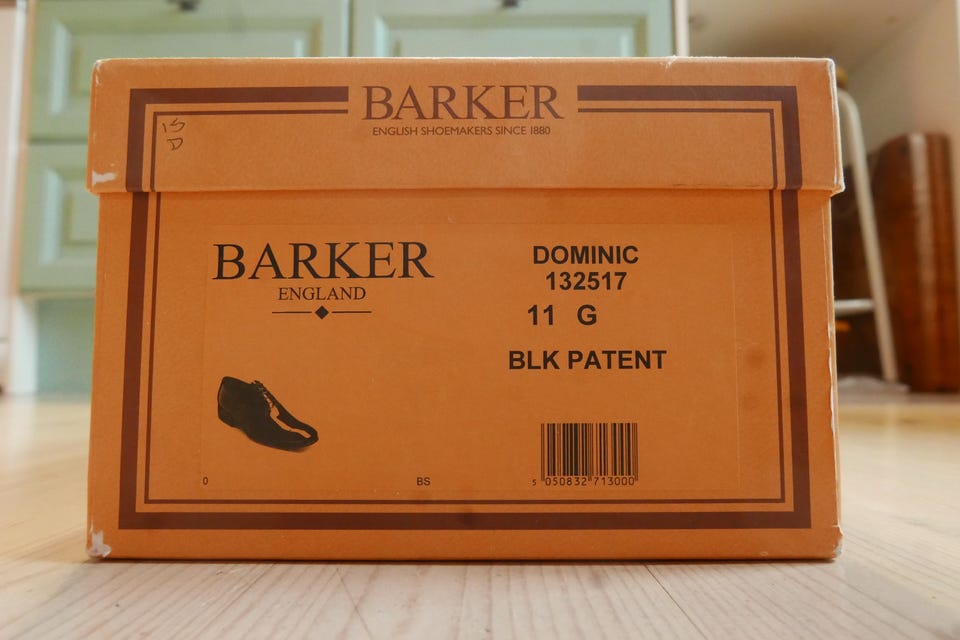 BARKER
ENGLISH SHOEMAKERS SINCE 1880
BARKER
ENGLAND
DOMINIC
132517
11 G
BLK PATENT
0
BS
5 050832 713000